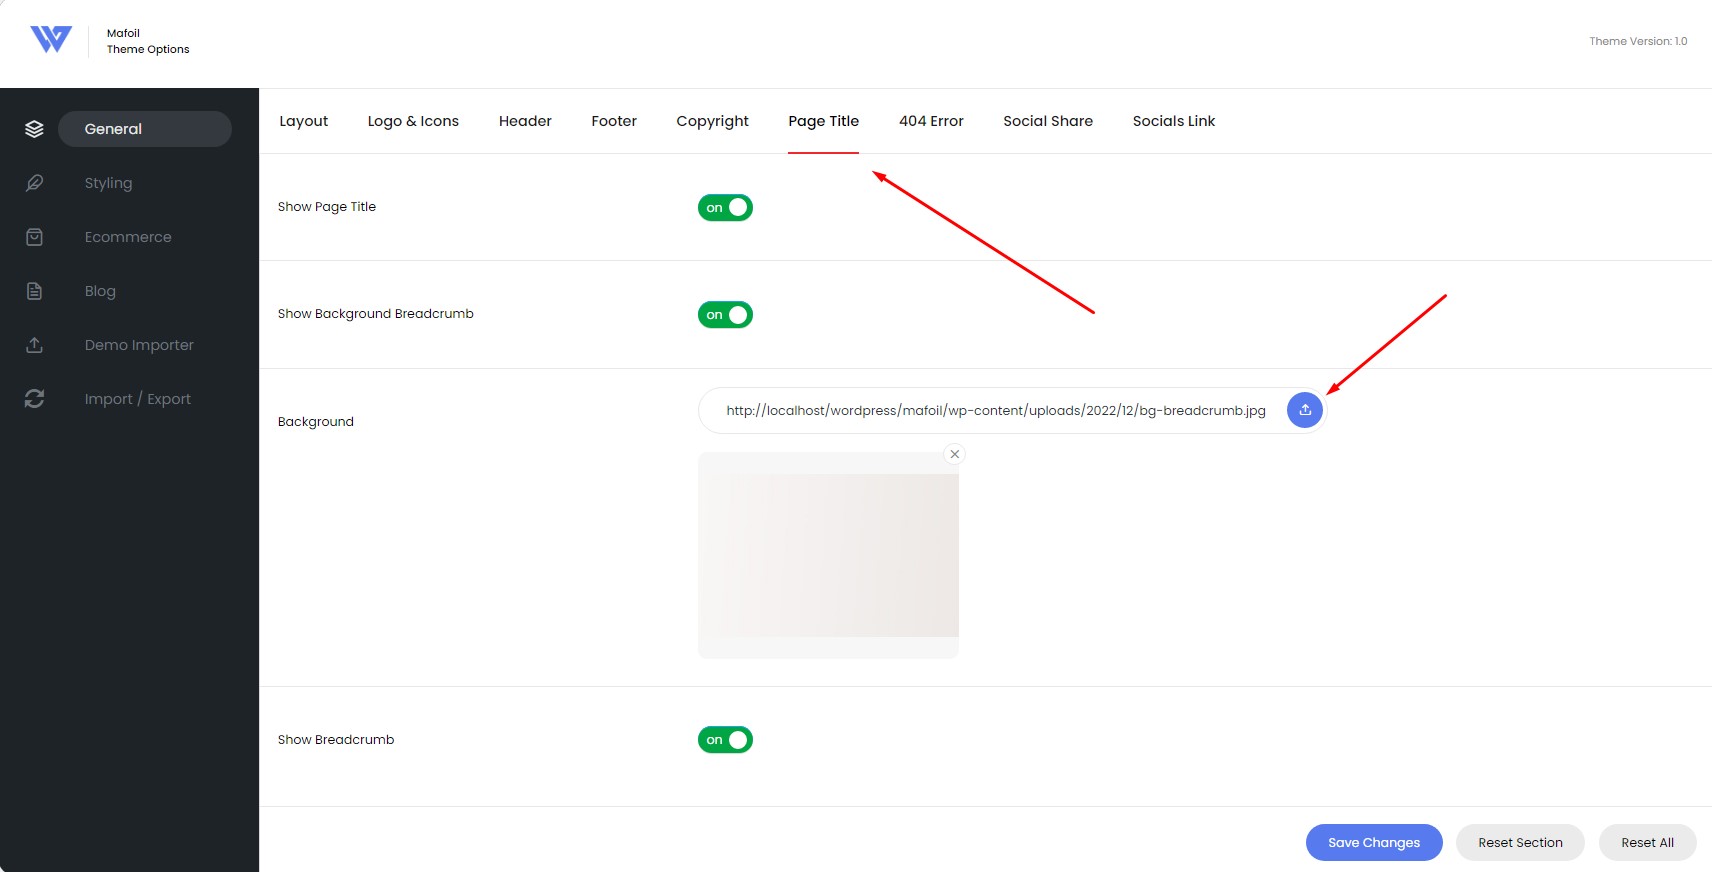 Mafoil
Theme Options
Theme Version: 1.0
General
Styling
Ecommerce
Blog
Demo Importer
Import / Export
Layout
Logo & Icons
Header
Footer
Copyright
Page Title
404 Error
Social Share
Socials Link
Show Page Title
on
Show Background Breadcrumb
on
Background
http://localhost/wordpress/mafoil/wp-content/uploads/2022/12/bg-breadcrumb.jpg
Show Breadcrumb
on
Save Changes
Reset Section
Reset All